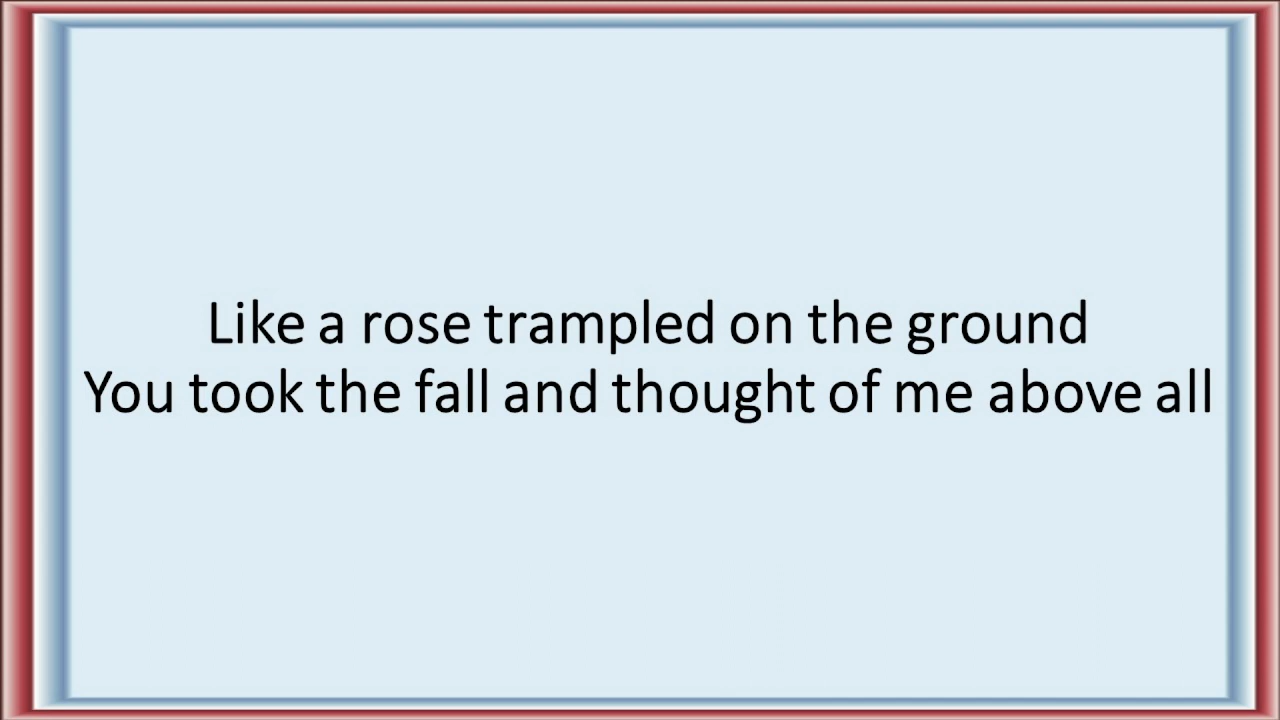 Like a rose trampled on the ground
You took the fall and thought of me above all